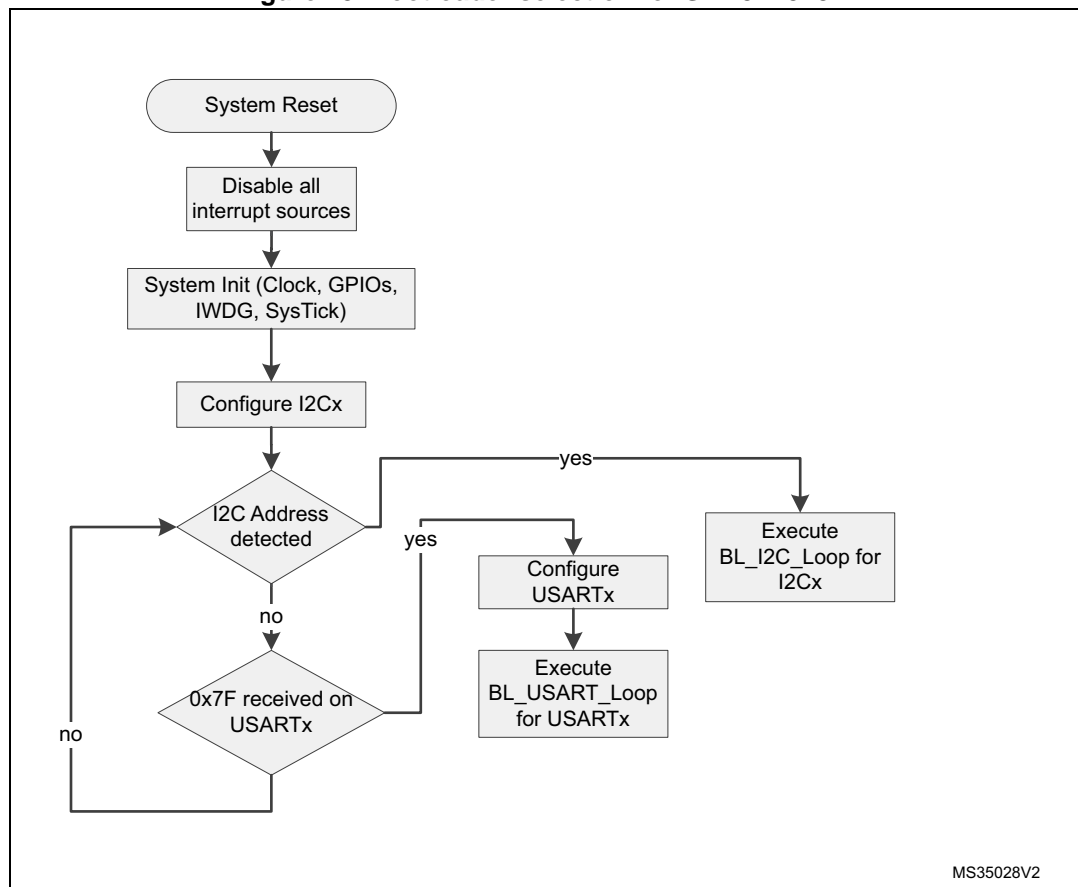 System Reset
Disable all
interrupt sources
System Init (Clock, GPIOs,
IWDG, SysTick)
Configure I2Cx
I2C Address
detected
yes
Execute
BL_I2C_Loop for
I2Cx
no
yes
Configure
USARTx
0x7F received on
USARTx
Execute
BL_USART_Loop
for USARTx
no
MS35028V2